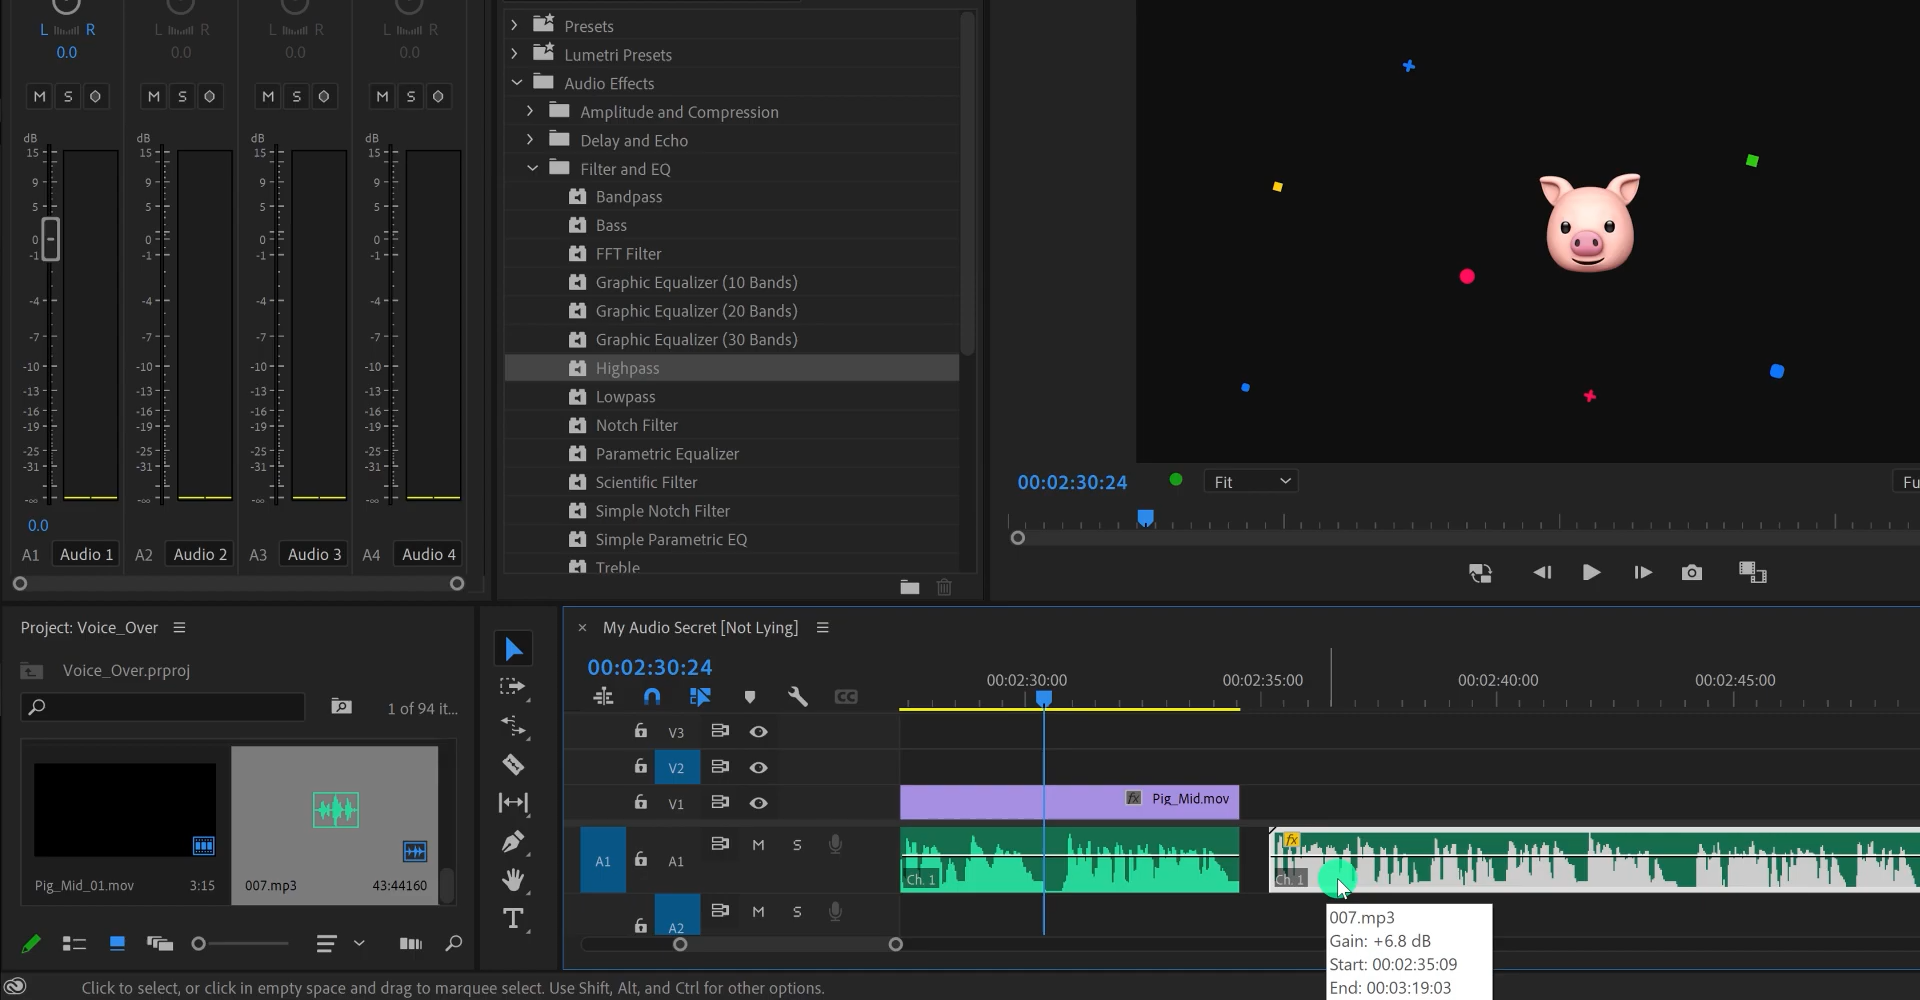 L R L R L R L R
0.0 0.0 0.0 0.0
M S M S M S M S
dB dB dB dB
15 15 15 15
9 9 9 9
5 5 5 5
0 0 0 0
-1 -1 -1 -1
-4 -4 -4 -4
-7 -7 -7 -7
-10 -10 -10 -10
-13 -13 -13 -13
-16 -16 -16 -16
-19 -19 -19 -19
-25 -25 -25 -25
-31 -31 -31 -31
-∞ -∞ -∞ -∞
0.0
A1 Audio 1 A2 Audio 2 A3 Audio 3 A4 Audio 4
Presets
Lumetri Presets
Audio Effects
Amplitude and Compression
Delay and Echo
Filter and EQ
Bandpass
Bass
FFT Filter
Graphic Equalizer (10 Bands)
Graphic Equalizer (20 Bands)
Graphic Equalizer (30 Bands)
Highpass
Lowpass
Notch Filter
Parametric Equalizer
Scientific Filter
Simple Notch Filter
Simple Parametric EQ
Treble
00:02:30:24 Fit Fu
Project: Voice_Over
Voice_Over.prproj
1 of 94 it...
Pig_Mid_01.mov 3:15
007.mp3 43:44160
My Audio Secret [Not Lying]
00:02:30:24
00:02:30:00 00:02:35:00 00:02:40:00 00:02:45:00
CC
V3
V2
V1
fx Pig_Mid.mov
A1 A1 M S
Ch. 1 fx Ch. 1
A2 M S
T
007.mp3
Gain: +6.8 dB
Start: 00:02:35:09
End: 00:03:19:03
Click to select, or click in empty space and drag to marquee select. Use Shift, Alt, and Ctrl for other options.